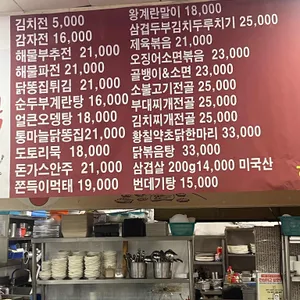 김치전 5,000
감자전 16,000
해물부추전 21,000
해물파전 21,000
닭똥집튀김 21,000
순두부계란탕 16,000
얼큰오뎅탕 18,000
통마늘닭똥집21,000
도토리묵 18,000
돈가스안주 21,000
쫀득이먹태 19,000
왕계란말이 18,000
삼겹두부김치두루치기 25,000
제육볶음 21,000
오징어소면볶음 23,000
골뱅이&소면 23,000
소불고기전골 25,000
부대찌개전골 25,000
김치찌개전골 25,000
황칠약초닭한마리 33,000
닭볶음탕 33,000
삼겹살 200g14,000 미국산
번데기탕 15,000